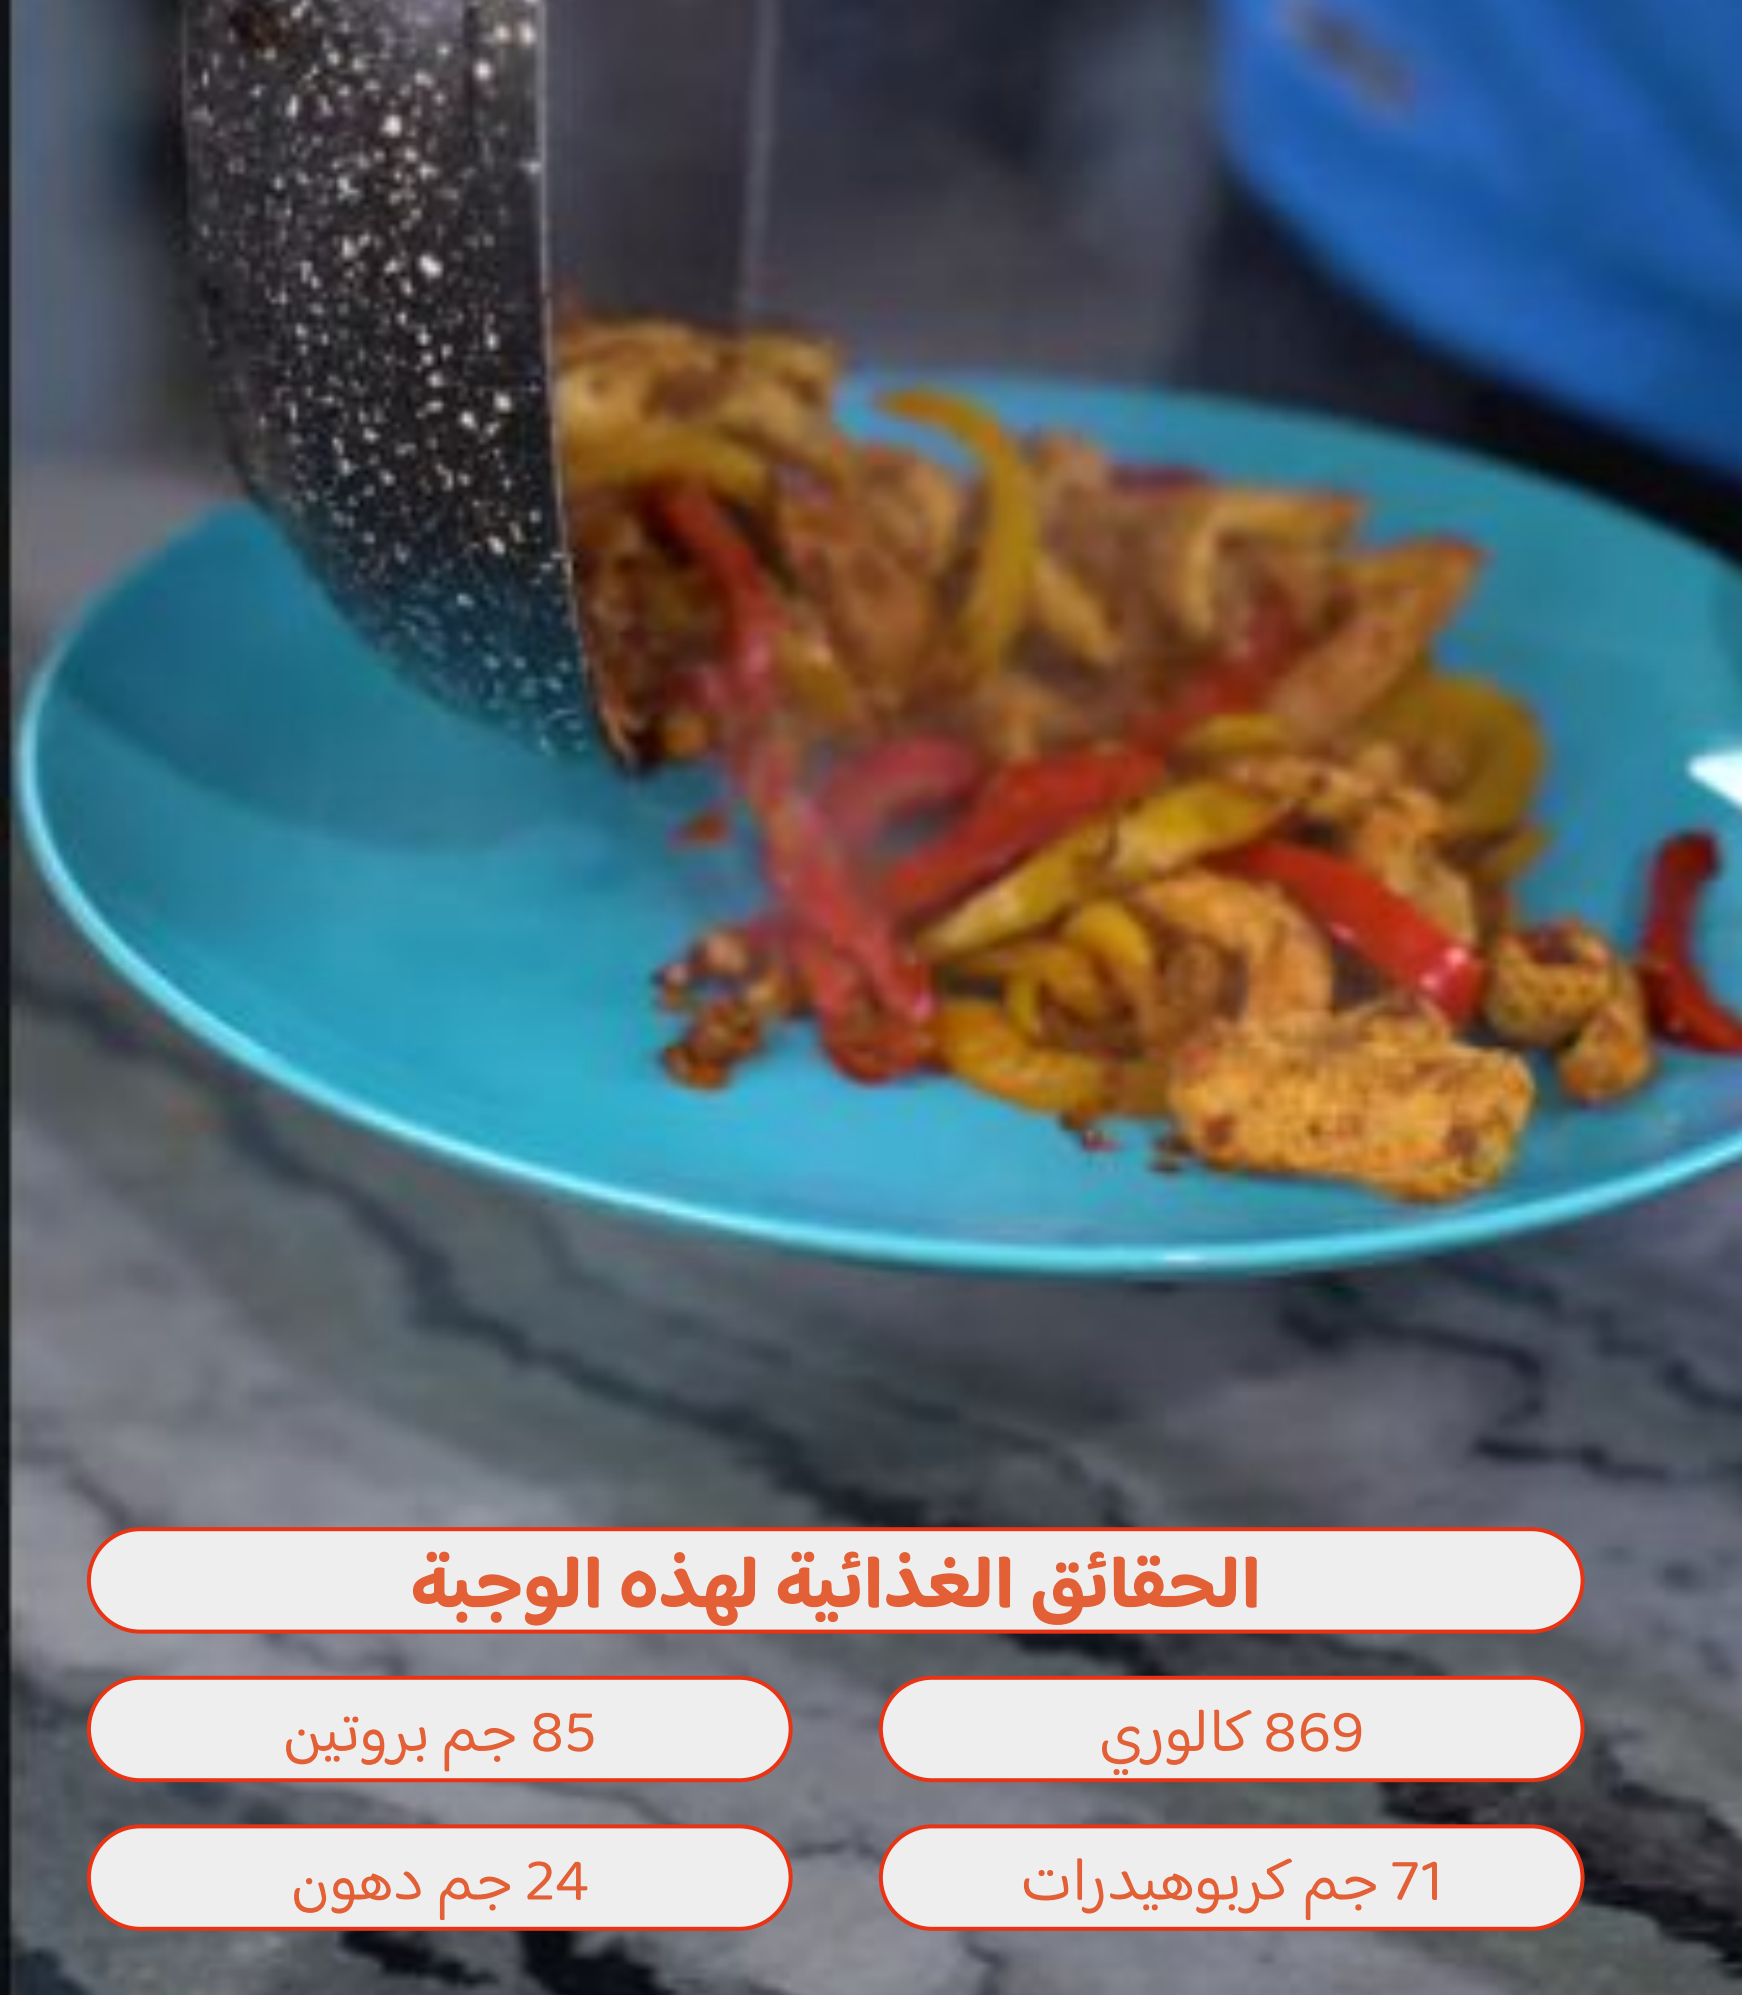 الحقائق الغذائية لهذه الوجبة
869 كالوري
85 جم بروتين
71 جم كربوهيدرات
24 جم دهون